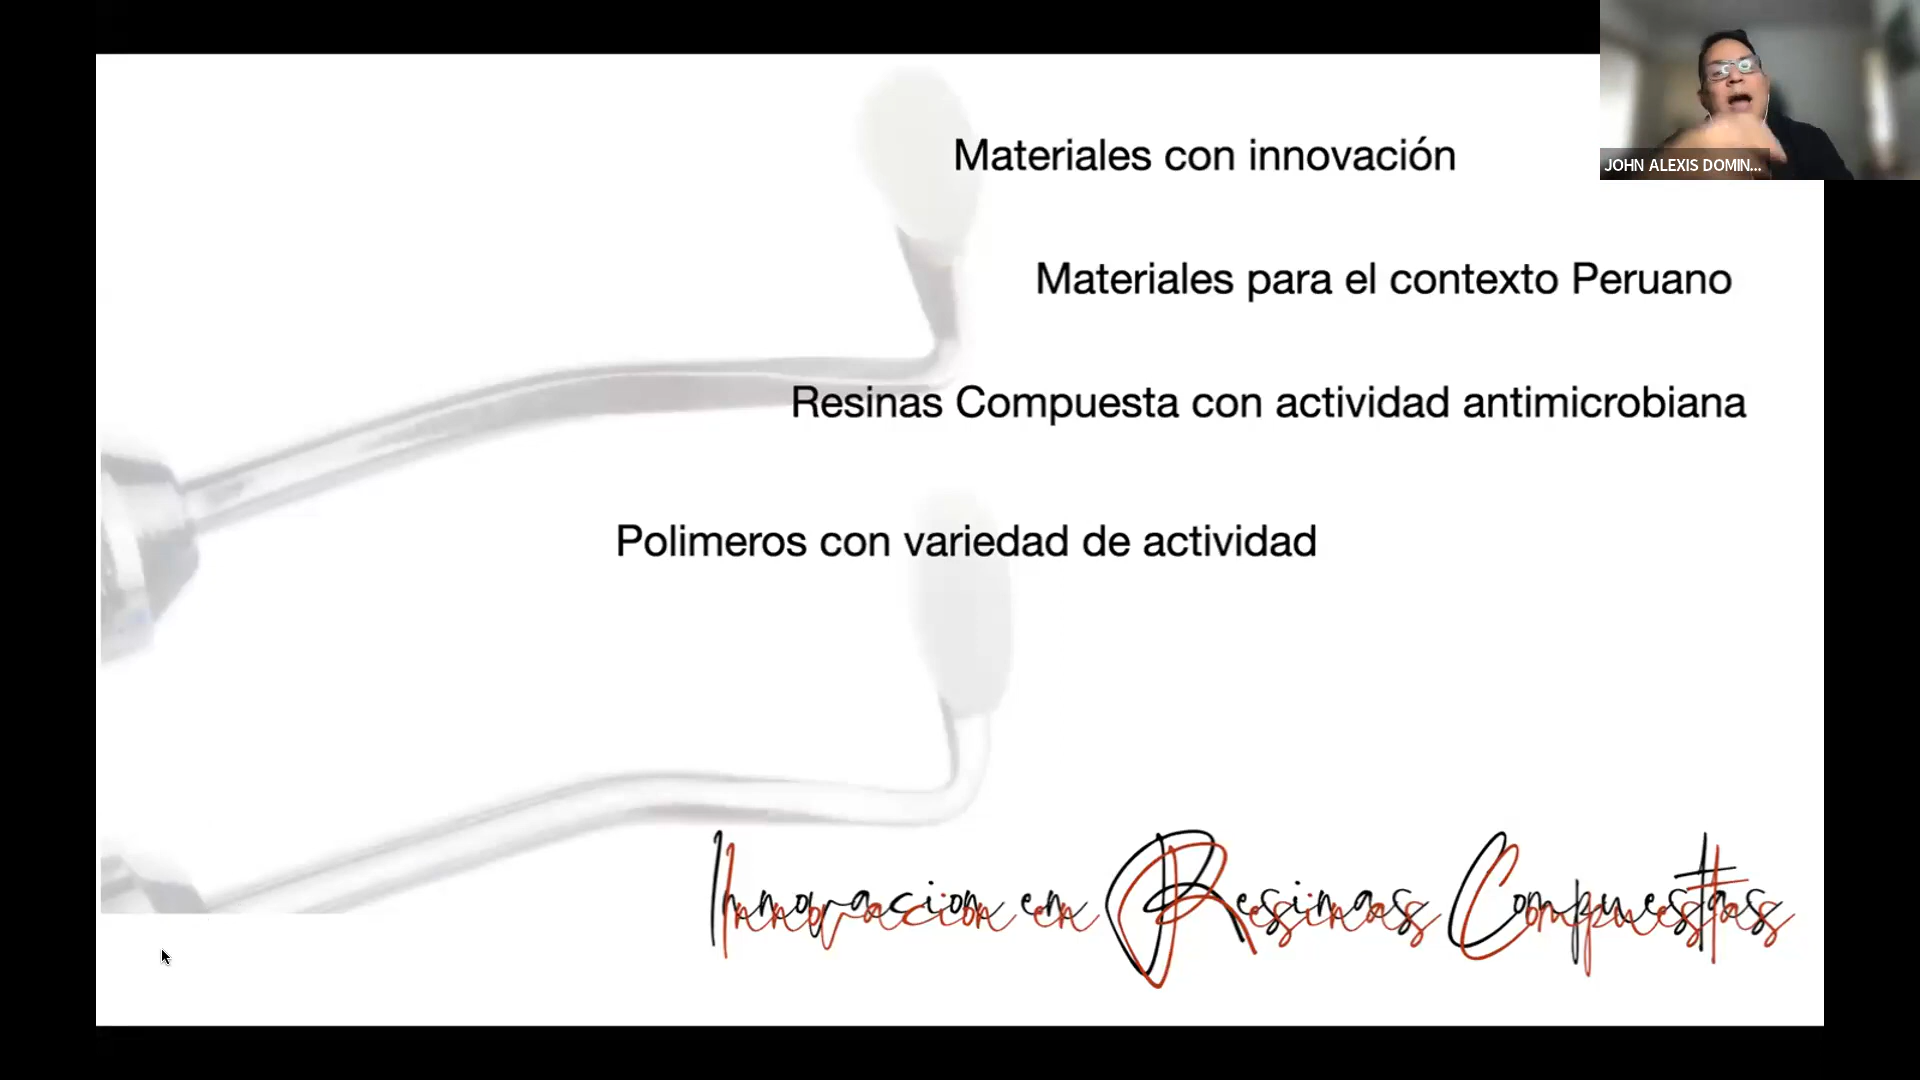 Materiales con innovación
JOHN ALEXIS DOMIN...
Materiales para el contexto Peruano
Resinas Compuesta con actividad antimicrobiana
Polimeros con variedad de actividad
Innovacion en Resinas Compuestas